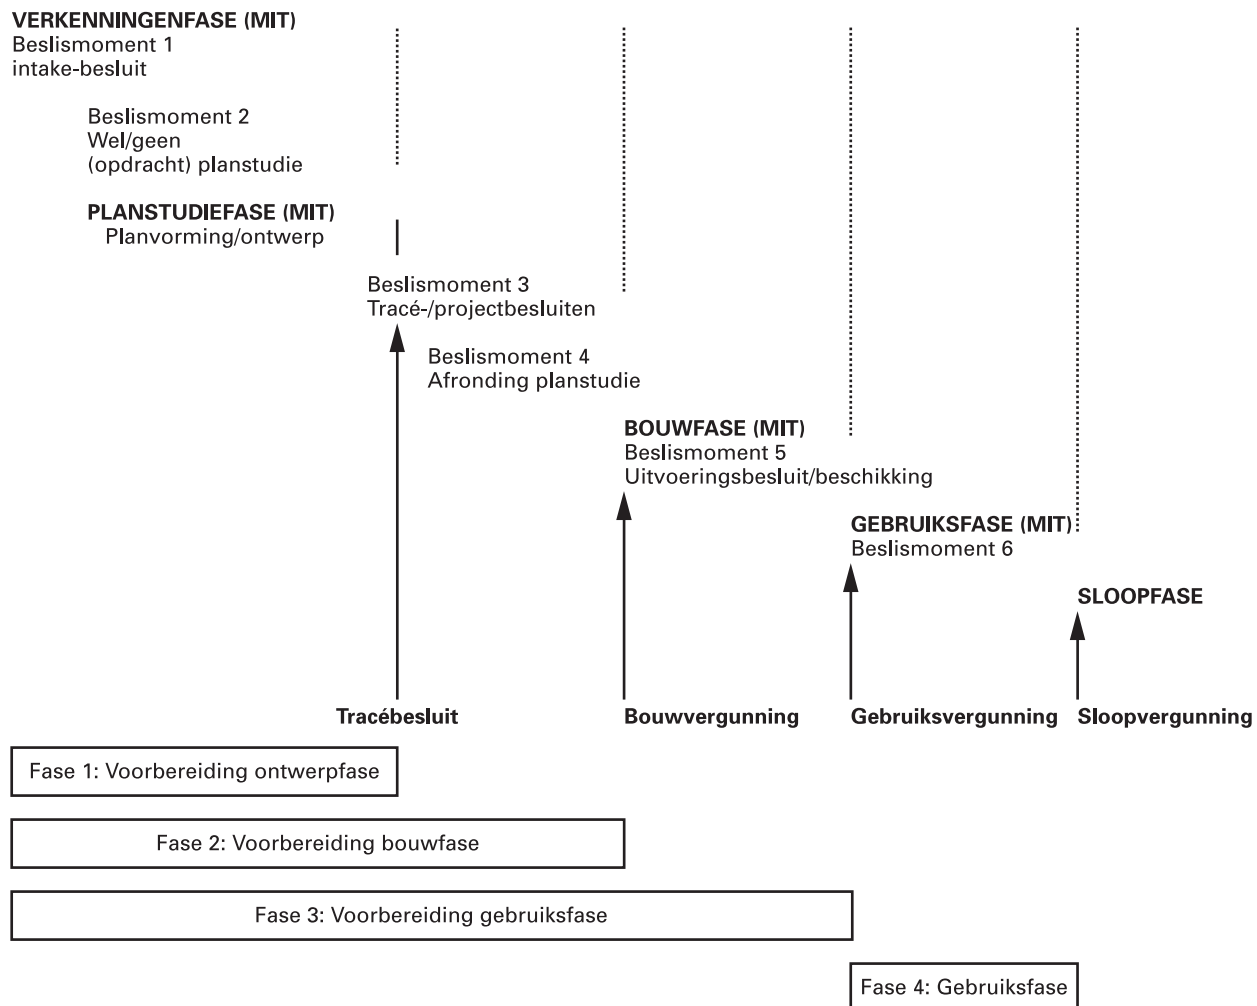 VERKENNINGENFASE (MIT)
Beslismoment 1
intake-besluit
Beslismoment 2
Wel/geen
(opdracht) planstudie
PLANSTUDIEFASE (MIT)
Planvorming/ontwerp
Beslismoment 3
Tracé-/projectbesluiten
Beslismoment 4
Afronding planstudie
BOUWFASE (MIT)
Beslismoment 5
Uitvoeringsbesluit/beschikking
GEBRUIKSFASE (MIT)
Beslismoment 6
SLOOPFASE
Tracébesluit Bouwvergunning Gebruiksvergunning Sloopvergunning
Fase 1: Voorbereiding ontwerpfase
Fase 2: Voorbereiding bouwfase
Fase 3: Voorbereiding gebruiksfase
Fase 4: Gebruiksfase